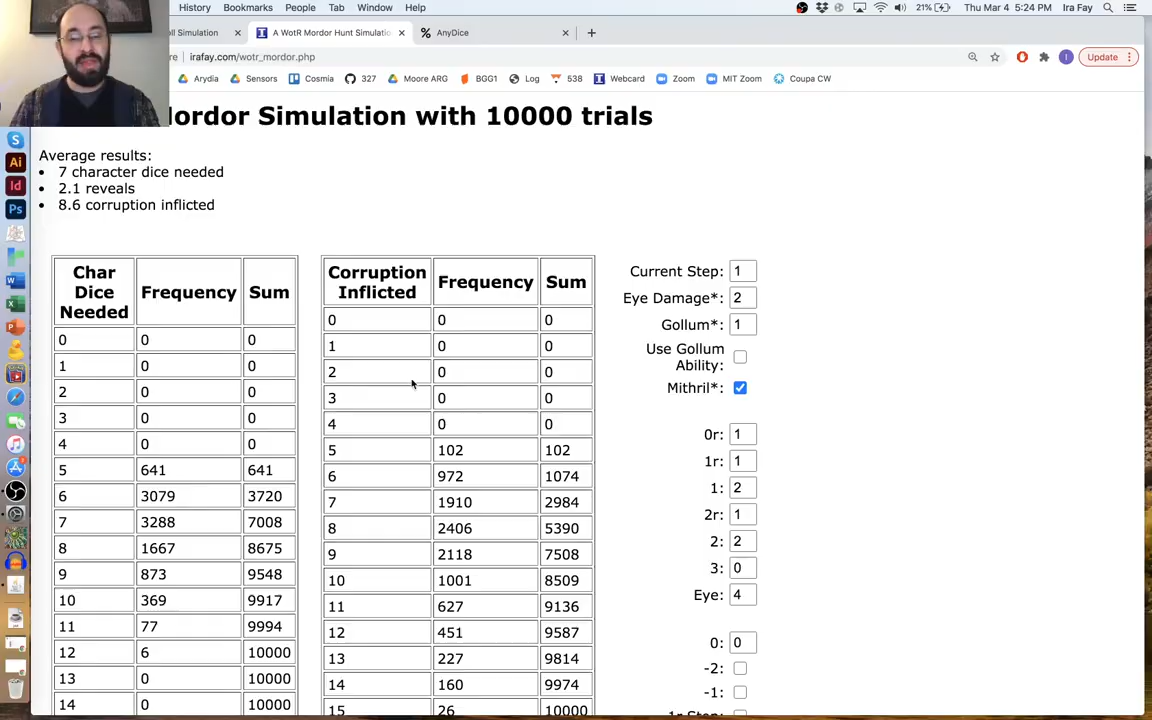 History Bookmarks People Tab Window Help 21% Thu Mar 4 5:24 PM Ira Fay
ll Simulation × A WotR Mordor Hunt Simulatio × AnyDice × +
re irafay.com/wotr_mordor.php Update
Arydia Sensors Cosmia 327 Moore ARG BGG1 Log 538 Webcard Zoom MIT Zoom Coupa CW
ordor Simulation with 10000 trials
Average results:
• 7 character dice needed
• 2.1 reveals
• 8.6 corruption inflicted
Char Dice Needed Frequency Sum
0 0 0
1 0 0
2 0 0
3 0 0
4 0 0
5 641 641
6 3079 3720
7 3288 7008
8 1667 8675
9 873 9548
10 369 9917
11 77 9994
12 6 10000
13 0 10000
14 0 10000
Corruption Inflicted Frequency Sum
0 0 0
1 0 0
2 0 0
3 0 0
4 0 0
5 102 102
6 972 1074
7 1910 2984
8 2406 5390
9 2118 7508
10 1001 8509
11 627 9136
12 451 9587
13 227 9814
14 160 9974
15 26 10000
Current Step: 1
Eye Damage*: 2
Gollum*: 1
Use Gollum
Ability:
Mithril*:
0r: 1
1r: 1
1: 2
2r: 1
2: 2
3: 0
Eye: 4
0: 0
-2:
-1:
1r Step: